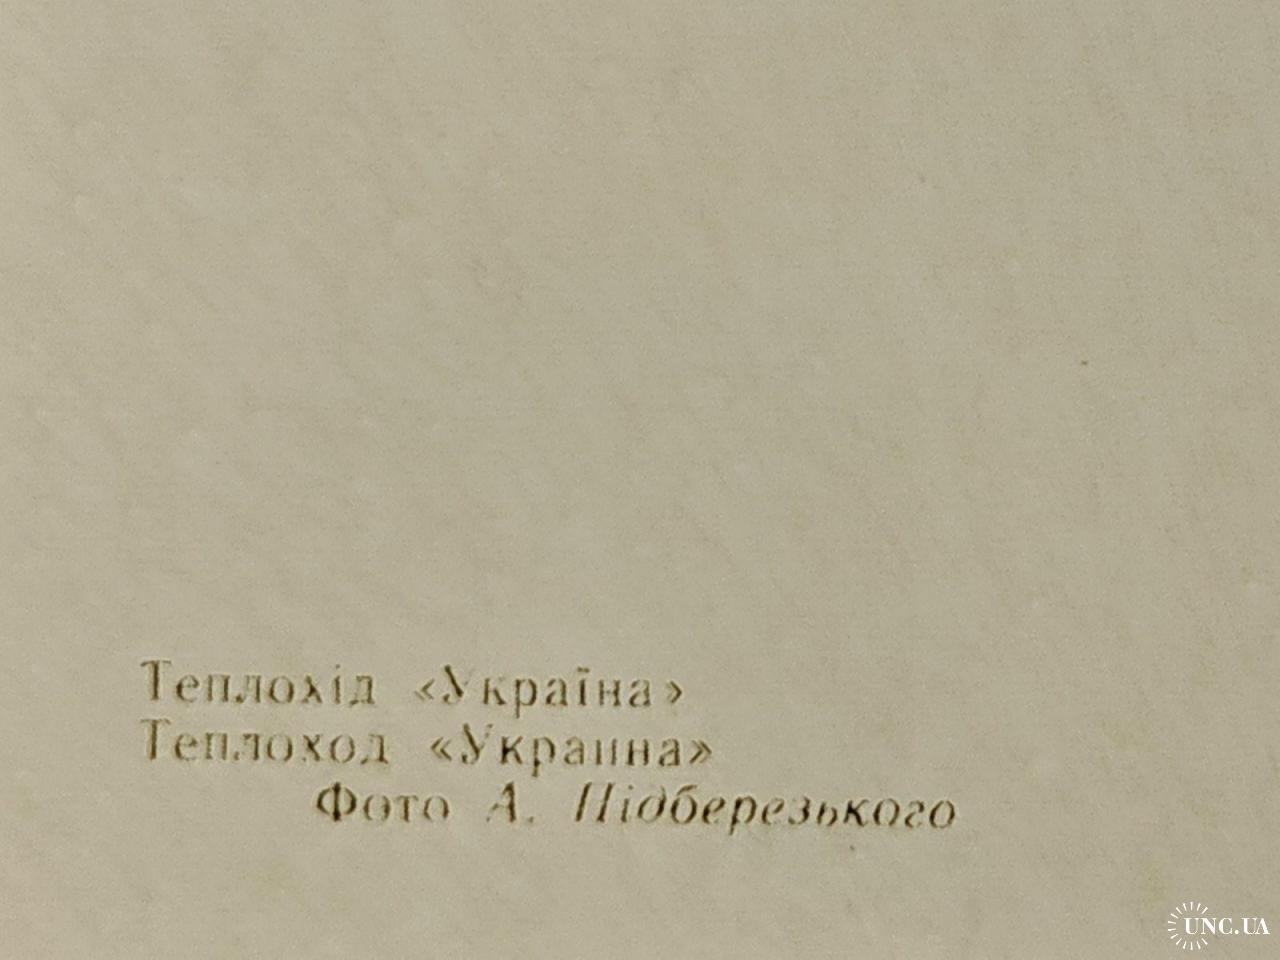 Теплохід «Україна»
Теплоход «Украина»
Фото А. Підберезького
UNC.UA